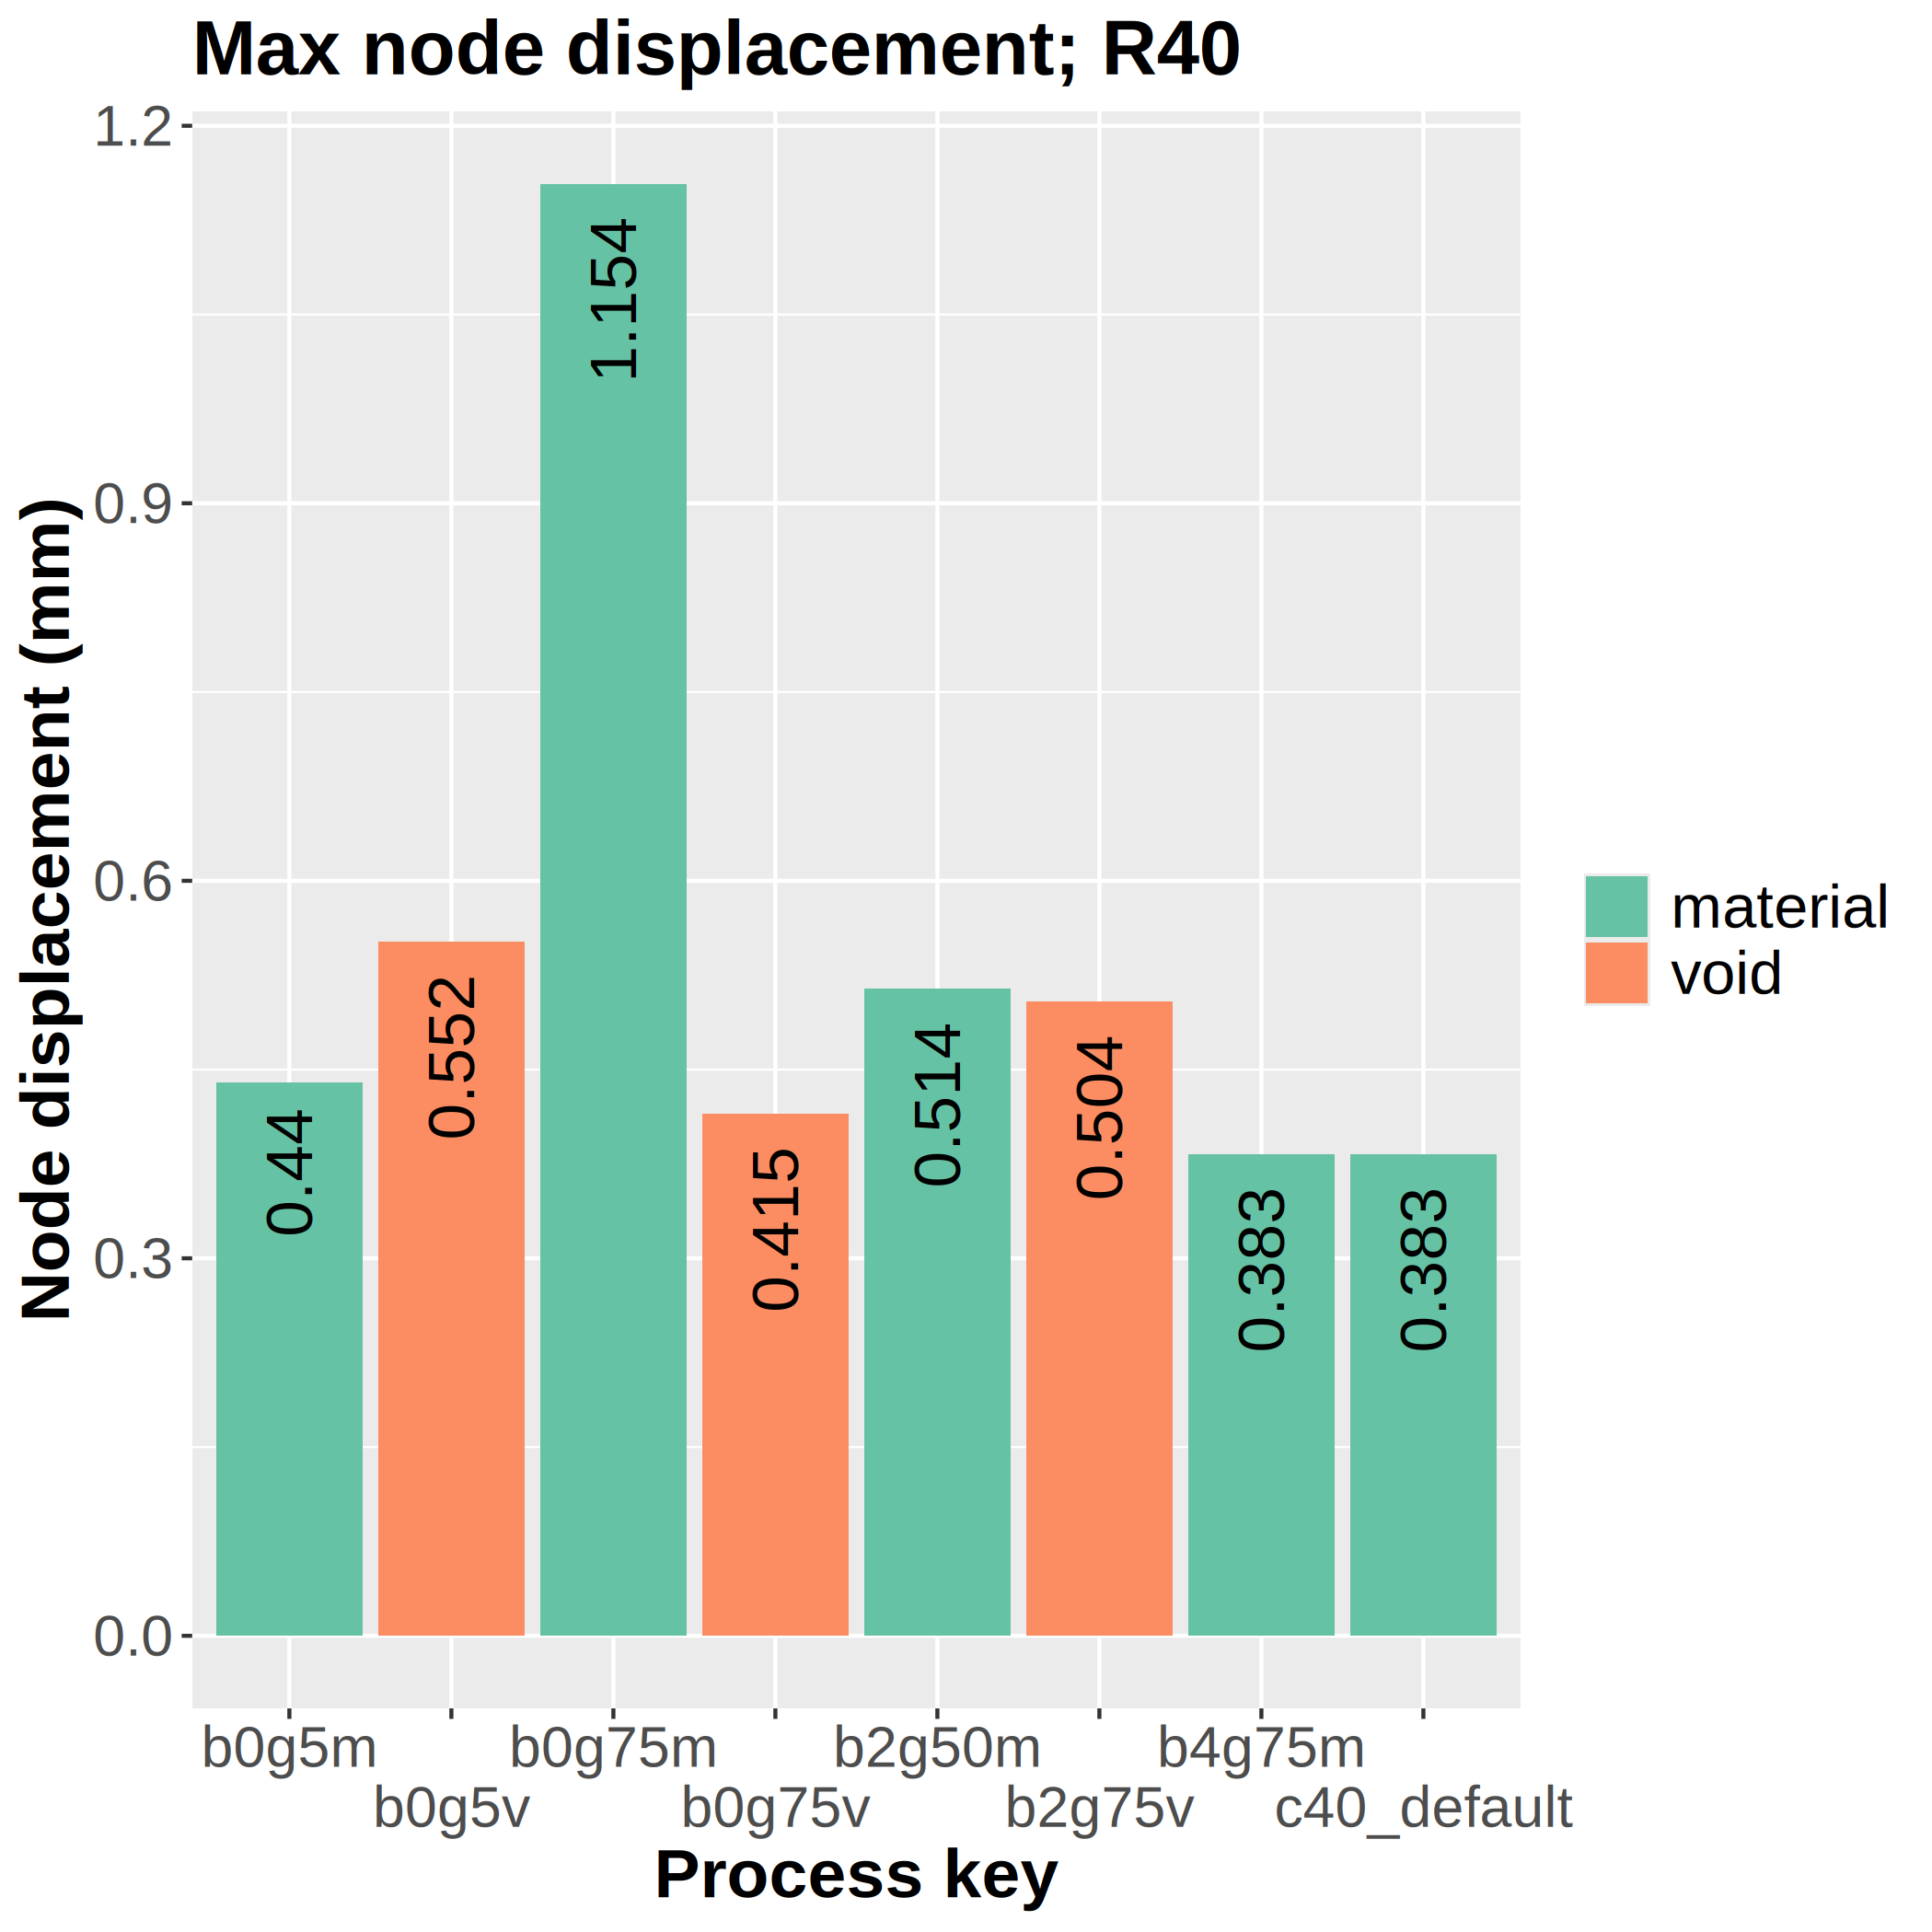 Max node displacement; R40
Node displacement (mm)
1.2
0.9
0.6
0.3
0.0
0.44
0.552
1.154
0.415
0.514
0.504
0.383
0.383
b0g5m
b0g75m
b2g50m
b4g75m
b0g5v
b0g75v
b2g75v
c40_default
Process key
material
void